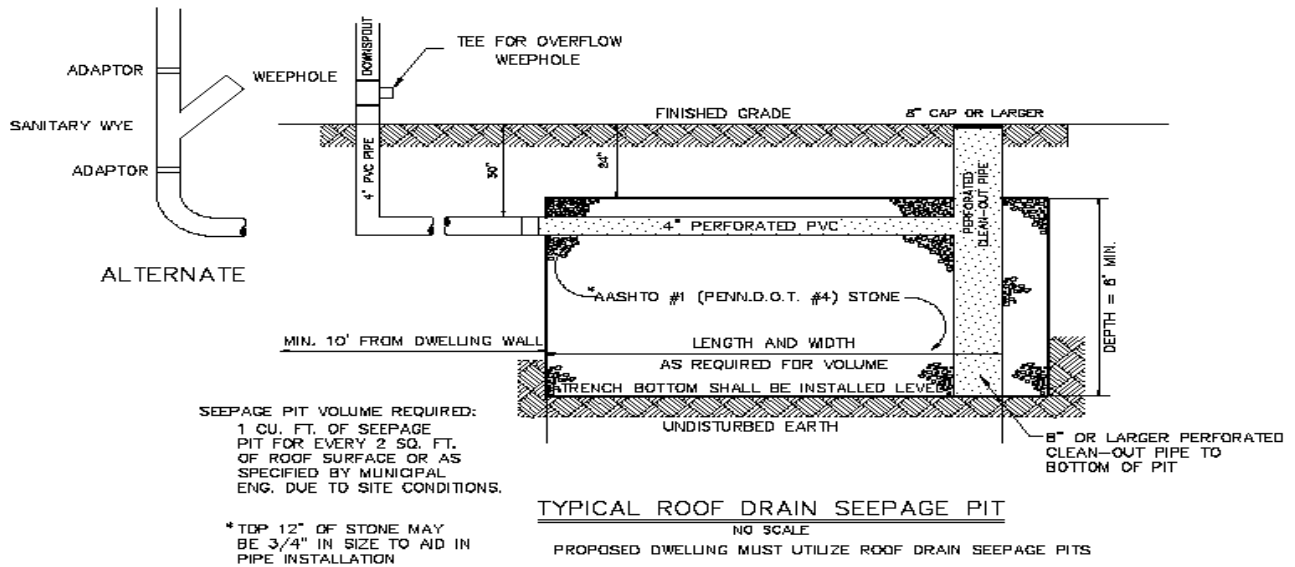 ADAPTOR
SANITARY WYE
ADAPTOR
ALTERNATE
WEEPHOLE
DOWNSPOUT
4" PVC PIPE
TEE FOR OVERFLOW
WEEPHOLE
FINISHED GRADE
8" CAP OR LARGER
30"
24"
PERFORATED
CLEAN-OUT PIPE
4" PERFORATED PVC
*AASHTO #1 (PENN.D.O.T. #4) STONE
DEPTH = 6' MIN.
MIN. 10' FROM DWELLING WALL
LENGTH AND WIDTH
AS REQUIRED FOR VOLUME
TRENCH BOTTOM SHALL BE INSTALLED LEVEL
UNDISTURBED EARTH
8" OR LARGER PERFORATED
CLEAN-OUT PIPE TO
BOTTOM OF PIT
SEEPAGE PIT VOLUME REQUIRED:
1 CU. FT. OF SEEPAGE
PIT FOR EVERY 2 SQ. FT.
OF ROOF SURFACE OR AS
SPECIFIED BY MUNICIPAL
ENG. DUE TO SITE CONDITIONS.
*TOP 12" OF STONE MAY
BE 3/4" IN SIZE TO AID IN
PIPE INSTALLATION
TYPICAL ROOF DRAIN SEEPAGE PIT
NO SCALE
PROPOSED DWELLING MUST UTILIZE ROOF DRAIN SEEPAGE PITS